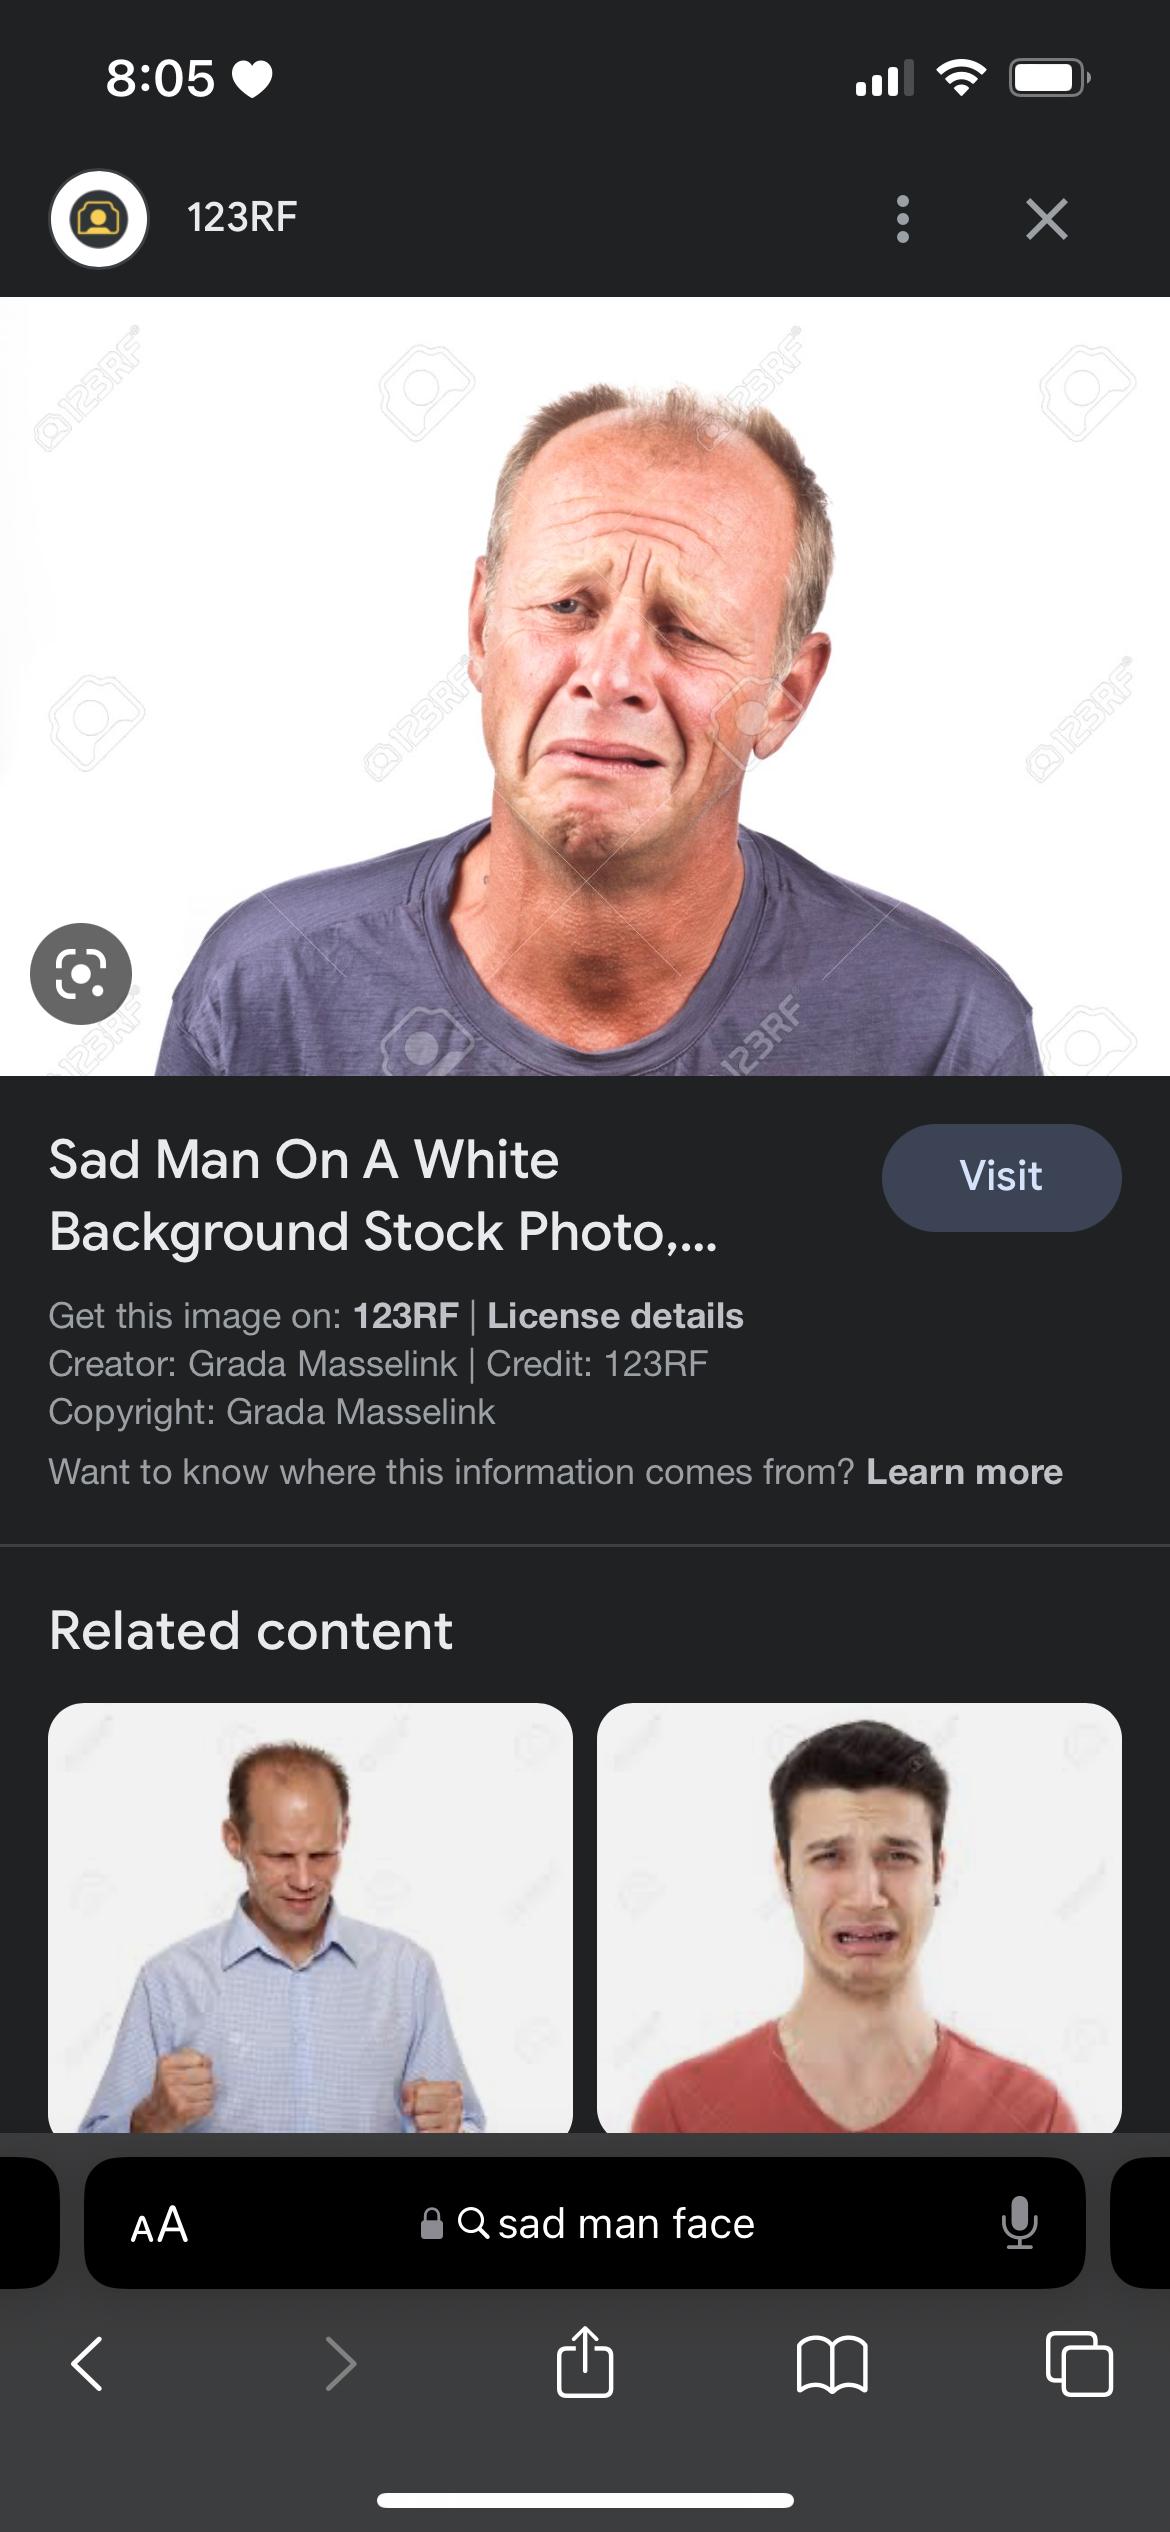 8:05
123RF
123RF
123RF
123RF
123RF
123RF
123RF
Sad Man On A White
Background Stock Photo,...
Visit
Get this image on: 123RF | License details
Creator: Grada Masselink | Credit: 123RF
Copyright: Grada Masselink
Want to know where this information comes from? Learn more
Related content
AA
sad man face